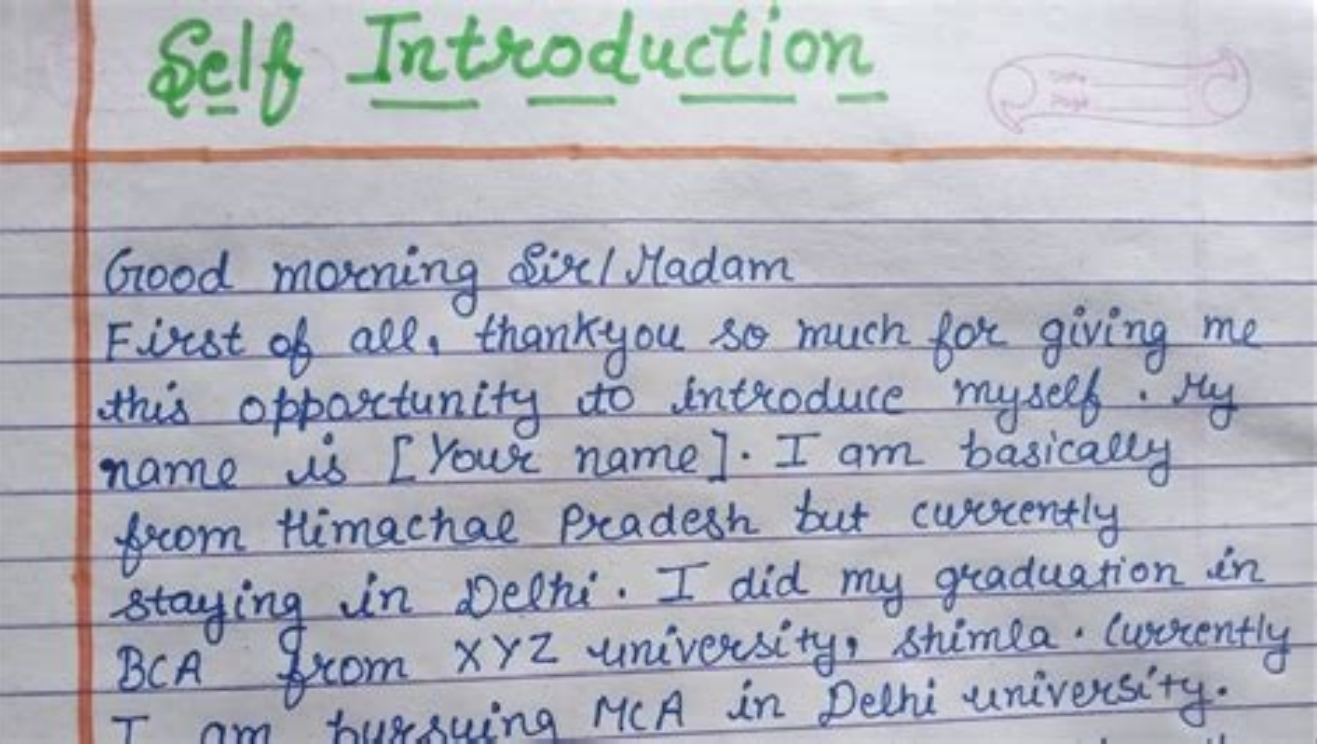 Self Introduction
Good morning Sir/Madam
First of all, thankyou so much for giving me
this opportunity to introduce myself. My
name is [Your name]. I am basically
from Himachal Pradesh but currently
staying in Delhi. I did my graduation in
BCA from XYZ university, shimla. Currently
I am pursuing MCA in Delhi university.